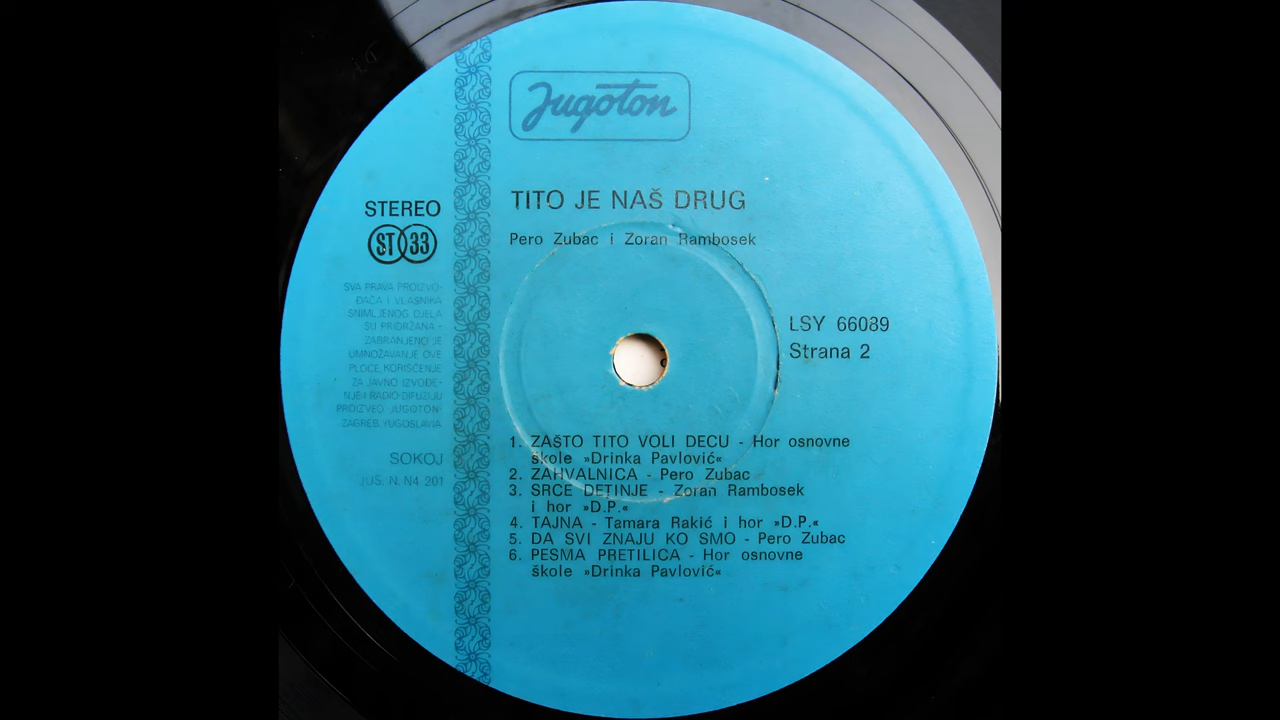 Jugoton
TITO JE NAŠ DRUG
Pero Zubac i Zoran Rambosek
STEREO
ST 33
SVA PRAVA PROIZVO-
ĐAČA I VLASNIKA
SNIMLJENOG DJELA
SU PRIDRŽANA -
ZABRANJENO JE
UMNOŽAVANJE OVE
PLOČE, KORIŠĆENJE
ZA JAVNO IZVOĐE-
NJE I RADIO-DIFUZIJU
PROIZVEO -JUGOTON-
ZAGREB, YUGOSLAVIA
SOKOJ
JUS. N. N4 201
LSY 66089
Strana 2
1. ZAŠTO TITO VOLI DECU - Hor osnovne
škole »Drinka Pavlović«
2. ZAHVALNICA - Pero Zubac
3. SRCE DETINJE - Zoran Rambosek
i hor »D.P.«
4. TAJNA - Tamara Rakić i hor »D.P.«
5. DA SVI ZNAJU KO SMO - Pero Zubac
6. PESMA PRETILICA - Hor osnovne
škole »Drinka Pavlović«